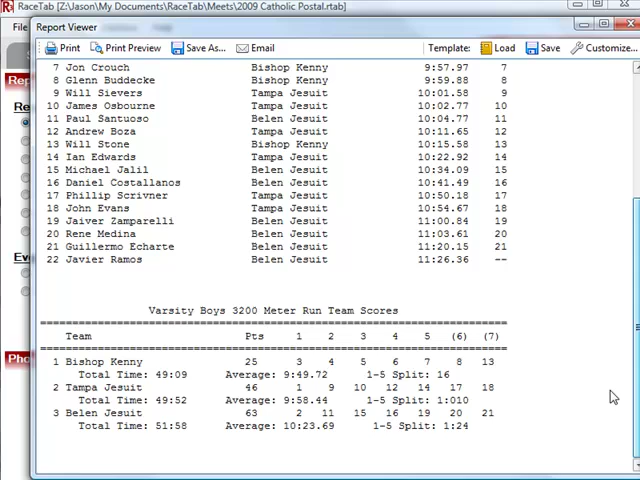 RaceTab [Z:\Jason\My Documents\RaceTab\Meets\2009 Catholic Postal.rtab]
File
Report Viewer
Print Print Preview Save As... Email Template: Load Save Customize...
7 Jon Crouch Bishop Kenny 9:57.97 7
8 Glenn Buddecke Bishop Kenny 9:59.88 8
9 Will Sievers Tampa Jesuit 10:01.58 9
10 James Osbourne Tampa Jesuit 10:02.77 10
11 Paul Santuoso Belen Jesuit 10:04.77 11
12 Andrew Boza Tampa Jesuit 10:11.65 12
13 Will Stone Bishop Kenny 10:15.58 13
14 Ian Edwards Tampa Jesuit 10:22.92 14
15 Michael Jalil Belen Jesuit 10:34.09 15
16 Daniel Costallanos Belen Jesuit 10:41.49 16
17 Phillip Scrivner Tampa Jesuit 10:50.18 17
18 John Evans Tampa Jesuit 10:54.67 18
19 Jaiver Zamparelli Belen Jesuit 11:00.84 19
20 Rene Medina Belen Jesuit 11:03.61 20
21 Guillermo Echarte Belen Jesuit 11:20.15 21
22 Javier Ramos Belen Jesuit 11:26.36 --
Varsity Boys 3200 Meter Run Team Scores
Team Pts 1 2 3 4 5 (6) (7)
1 Bishop Kenny 25 3 4 5 6 7 8 13
Total Time: 49:09 Average: 9:49.72 1-5 Split: 16
2 Tampa Jesuit 46 1 9 10 12 14 17 18
Total Time: 49:52 Average: 9:58.44 1-5 Split: 1:010
3 Belen Jesuit 63 2 11 15 16 19 20 21
Total Time: 51:58 Average: 10:23.69 1-5 Split: 1:24